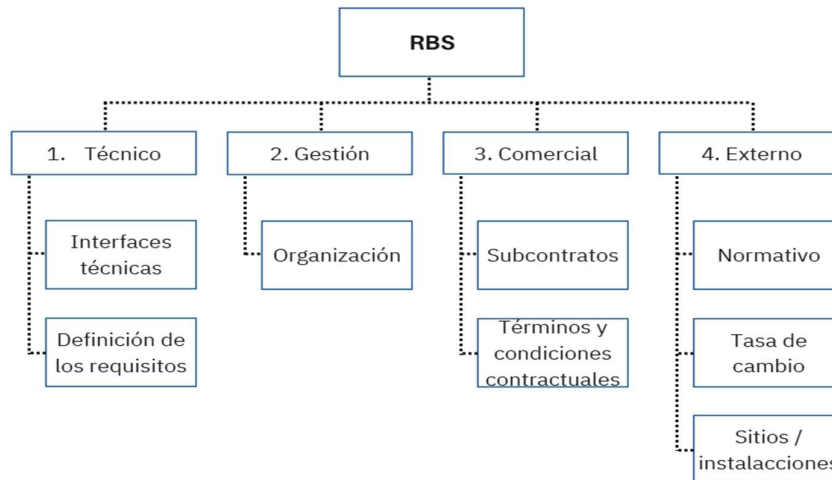 RBS
1. Técnico
2. Gestión
3. Comercial
4. Externo
Interfaces
técnicas
Organización
Subcontratos
Normativo
Definición de
los requisitos
Términos y
condiciones
contractuales
Tasa de
cambio
Sitios /
instalacciones